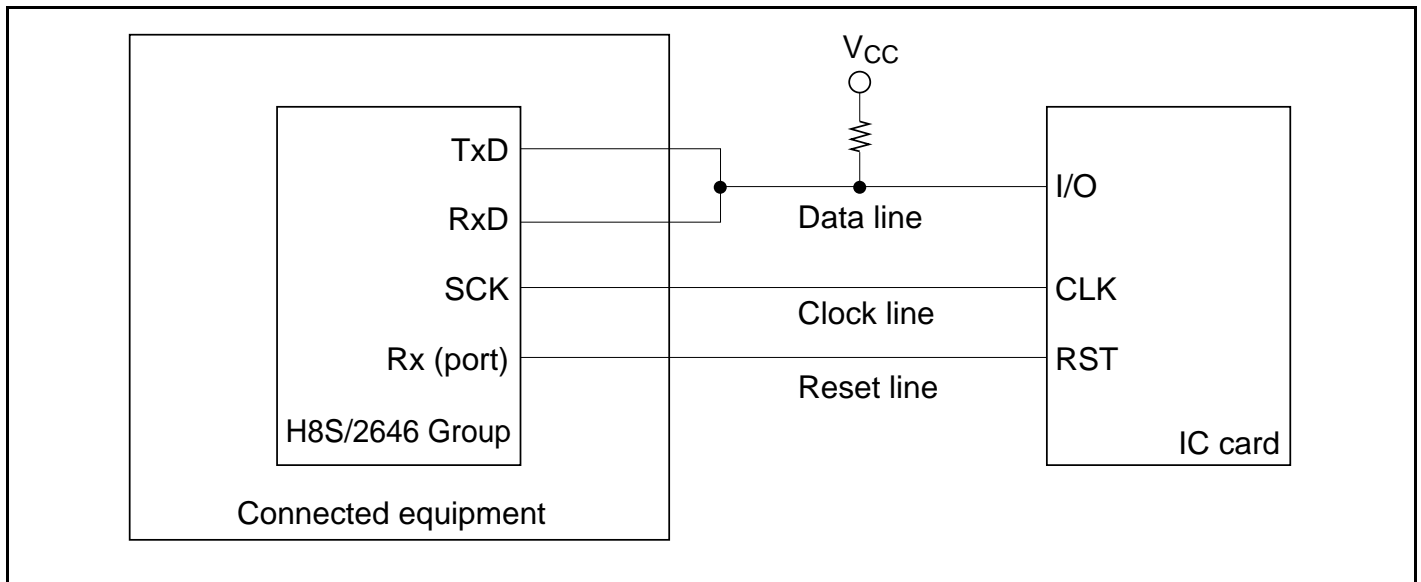 VCC
TxD
I/O
RxD
Data line
SCK
CLK
Clock line
Rx (port)
RST
Reset line
H8S/2646 Group
IC card
Connected equipment